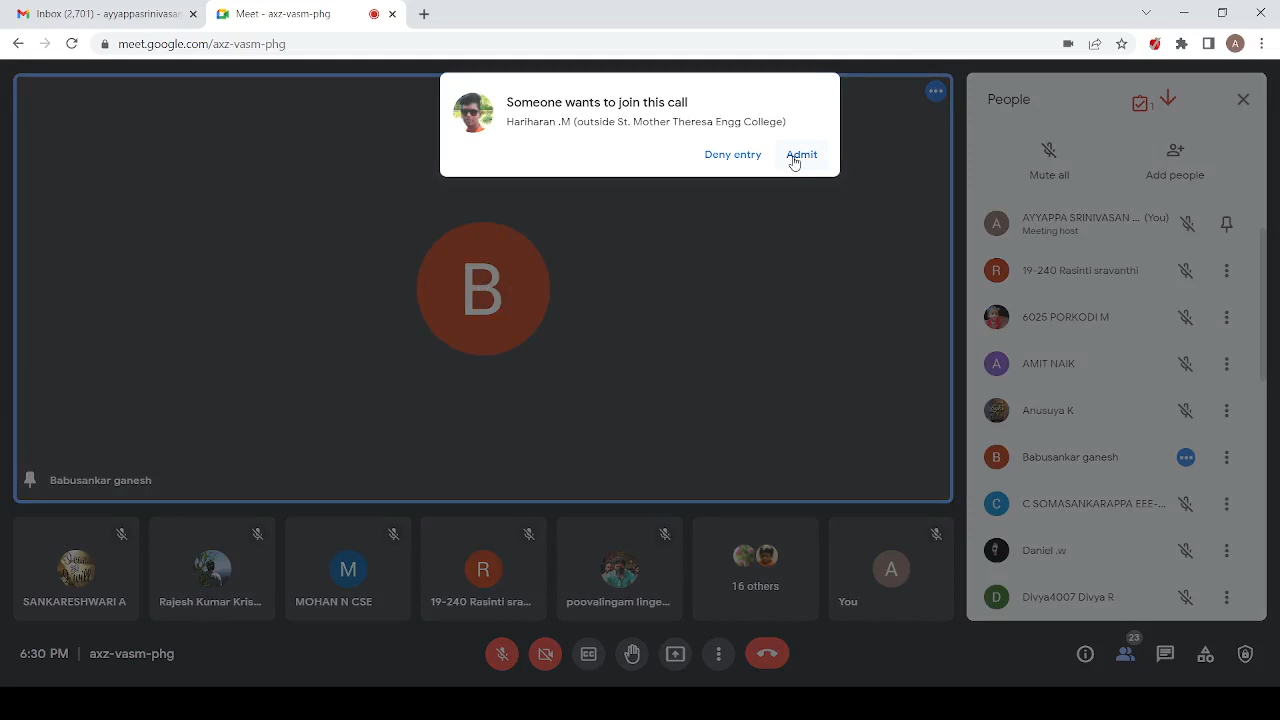 Inbox (2,701) - ayyappasrinivasan
Meet - axz-vasm-phg
meet.google.com/axz-vasm-phg
A
Someone wants to join this call
Hariharan .M (outside St. Mother Theresa Engg College)
Deny entry
Admit
B
Babusankar ganesh
SANKARESHWARI A
Rajesh Kumar Kris...
M
MOHAN N CSE
R
19-240 Rasinti sra...
poovalingam linge...
16 others
A
You
People
1
Mute all
Add people
A
AYYAPPA SRINIVASAN ... (You)
Meeting host
R
19-240 Rasinti sravanthi
6025 PORKODI M
A
AMIT NAIK
Anusuya K
B
Babusankar ganesh
C
C SOMASANKARAPPA EEE-...
Daniel .w
D
Divya4007 Divya R
6:30 PM
axz-vasm-phg
CC
23